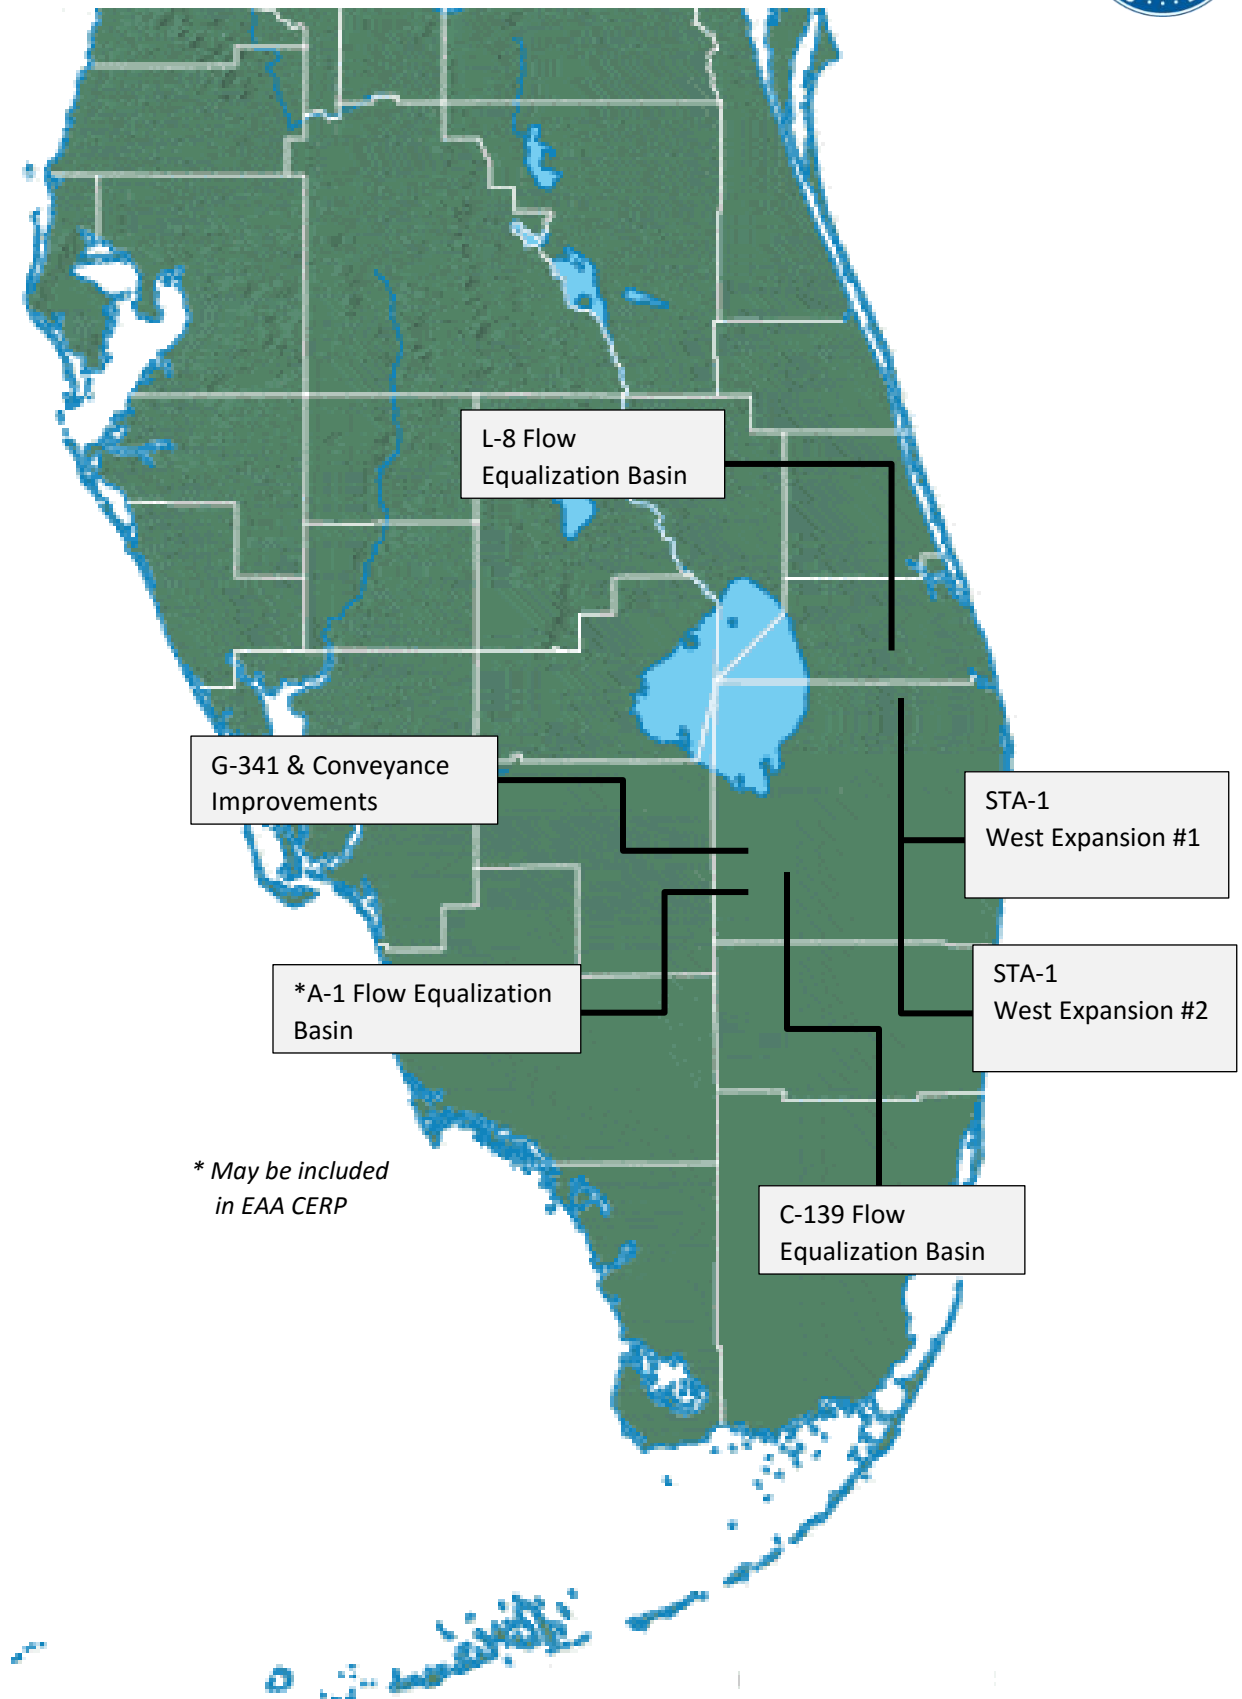 L-8 Flow
Equalization Basin
G-341 & Conveyance
Improvements
STA-1
West Expansion #1
*A-1 Flow Equalization
Basin
STA-1
West Expansion #2
* May be included
in EAA CERP
C-139 Flow
Equalization Basin